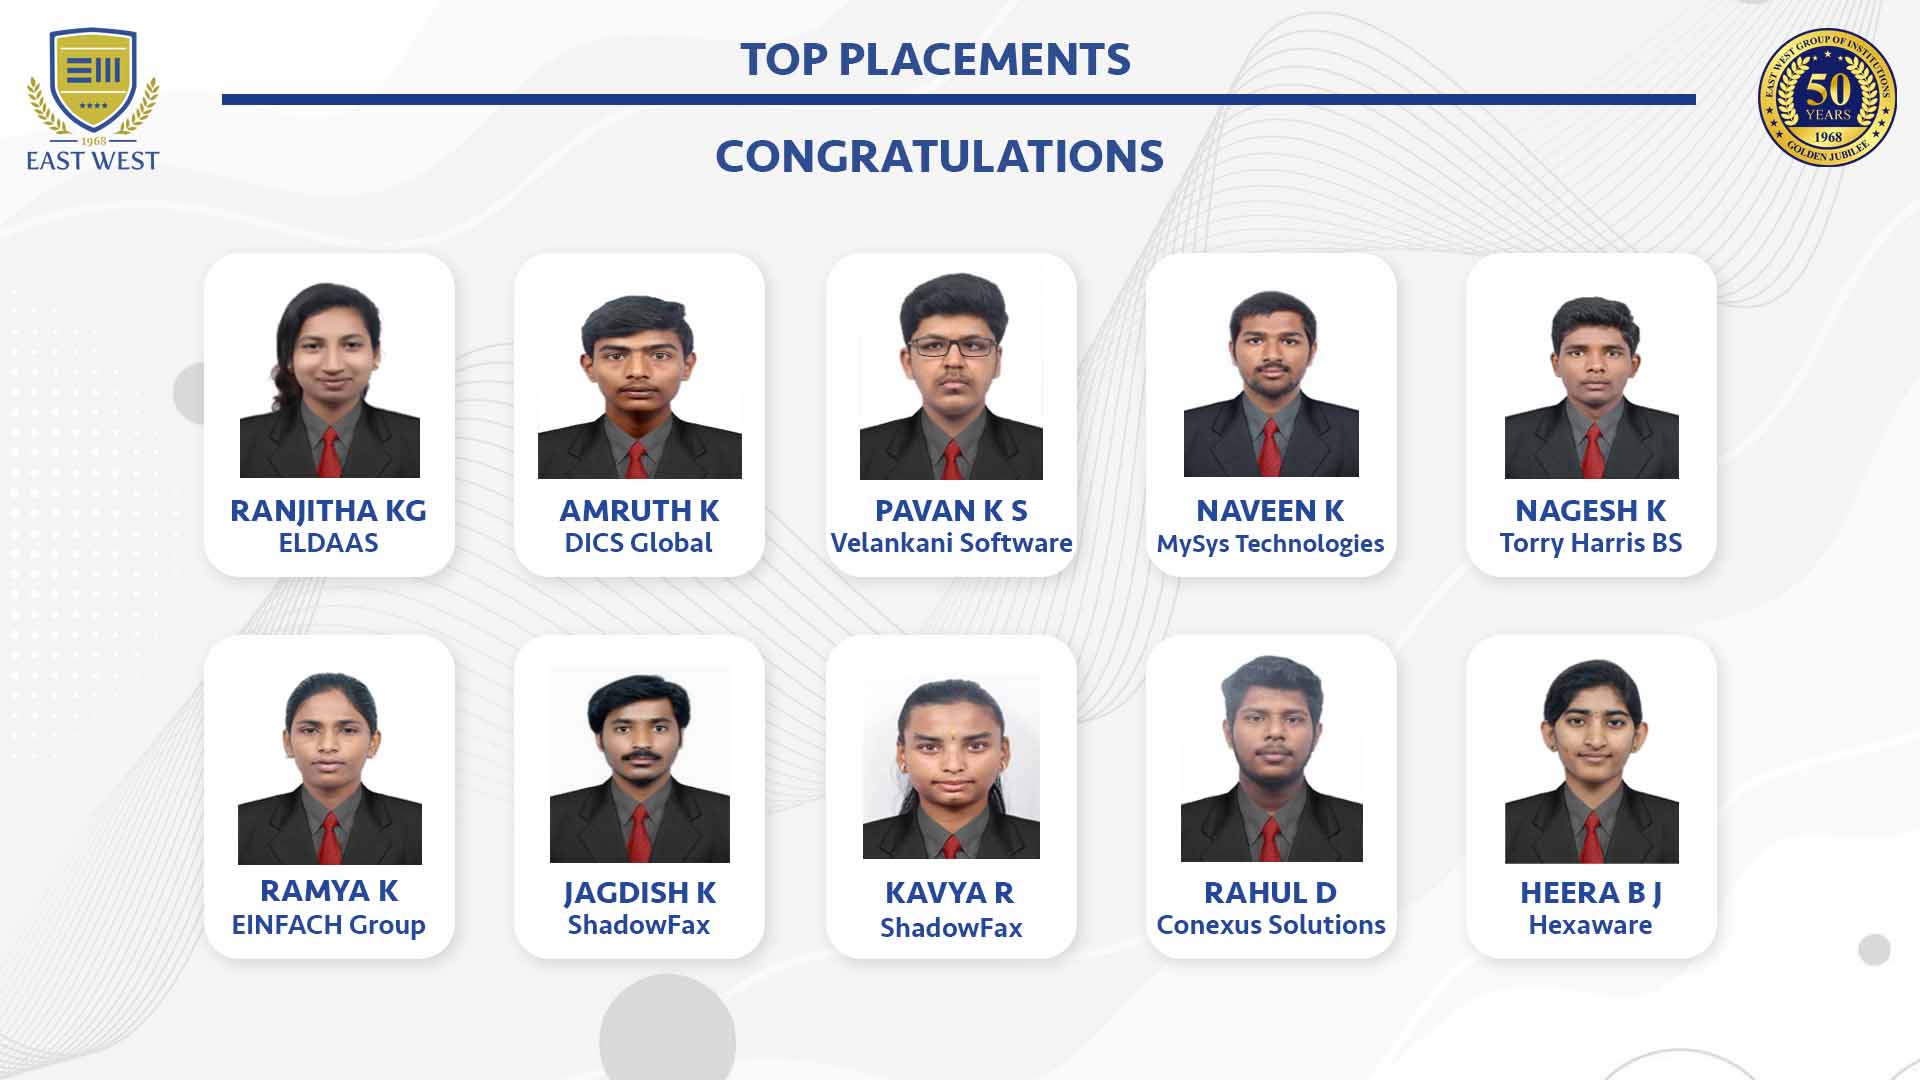 TOP PLACEMENTS
CONGRATULATIONS
1968
EAST WEST
EAST WEST GROUP OF INSTITUTIONS
50
YEARS
1968
GOLDEN JUBILEE
RANJITHA KG
ELDAAS
AMRUTH K
DICS Global
PAVAN K S
Velankani Software
NAVEEN K
MySys Technologies
NAGESH K
Torry Harris BS
RAMYA K
EINFACH Group
JAGDISH K
ShadowFax
KAVYA R
ShadowFax
RAHUL D
Conexus Solutions
HEERA B J
Hexaware